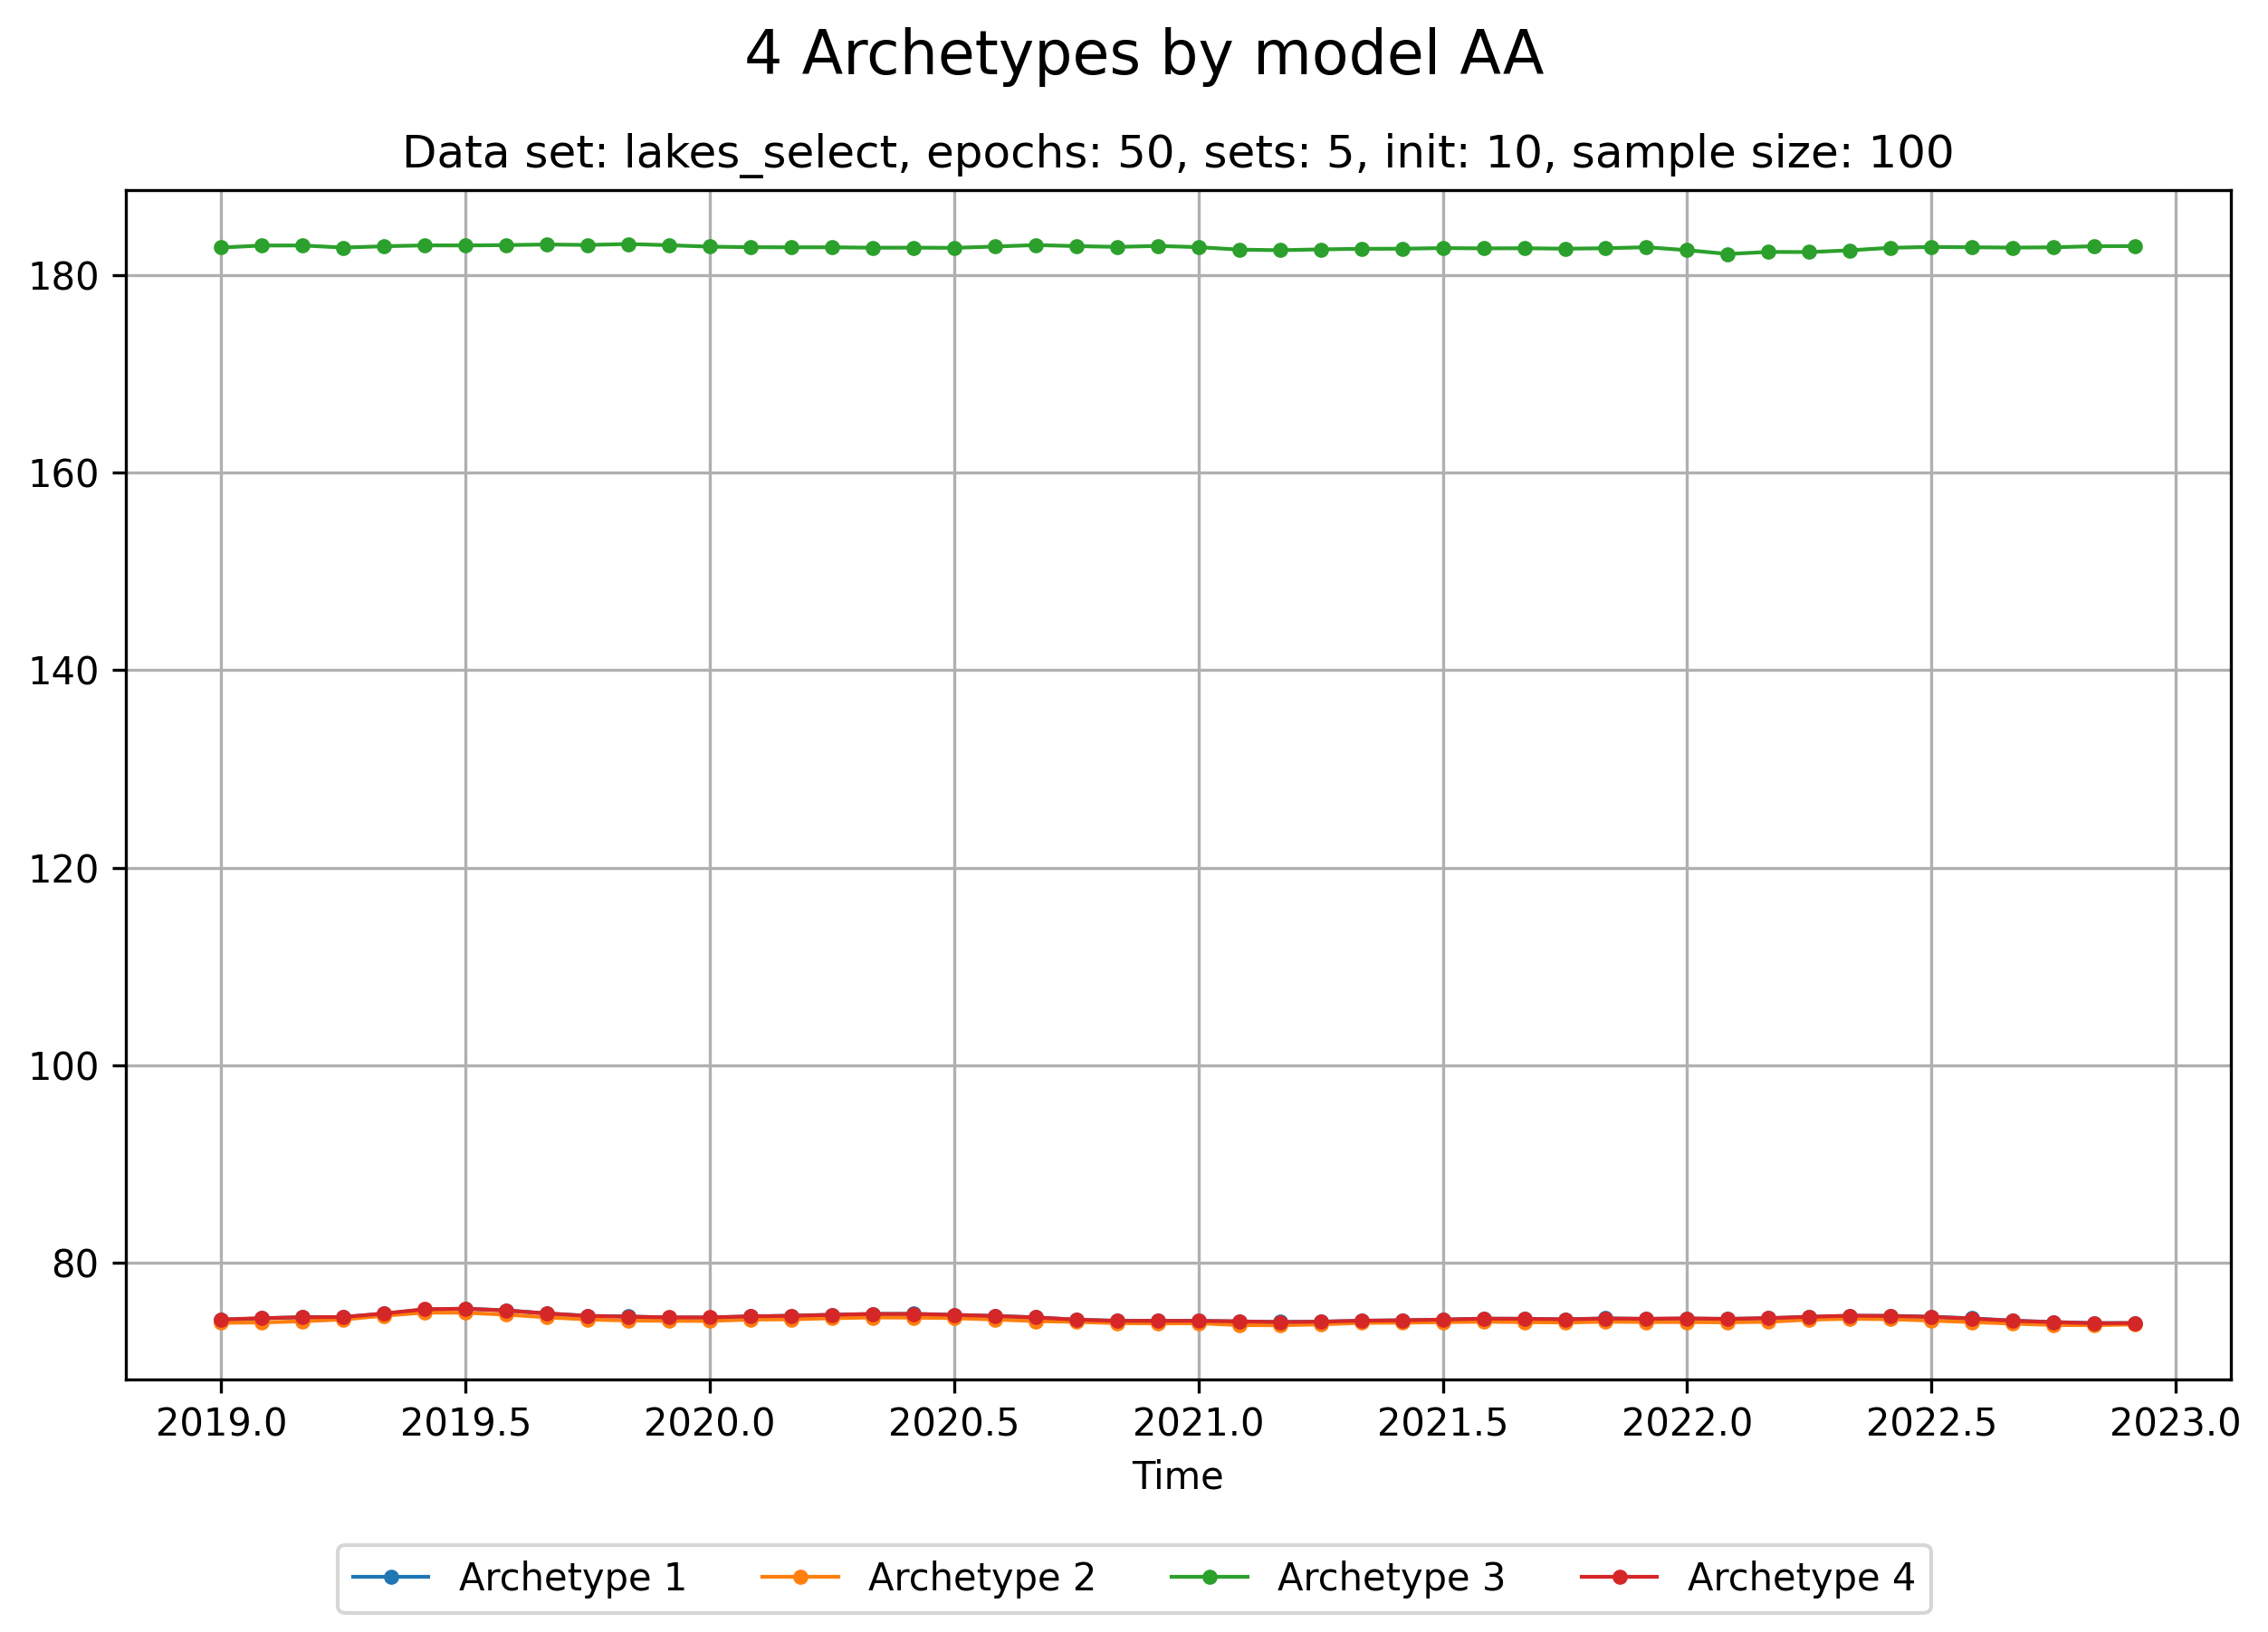 4 Archetypes by model AA
Data set: lakes_select, epochs: 50, sets: 5, init: 10, sample size: 100
180
160
140
120
100
80
2019.0 2019.5 2020.0 2020.5 2021.0 2021.5 2022.0 2022.5 2023.0
Time
Archetype 1 Archetype 2 Archetype 3 Archetype 4